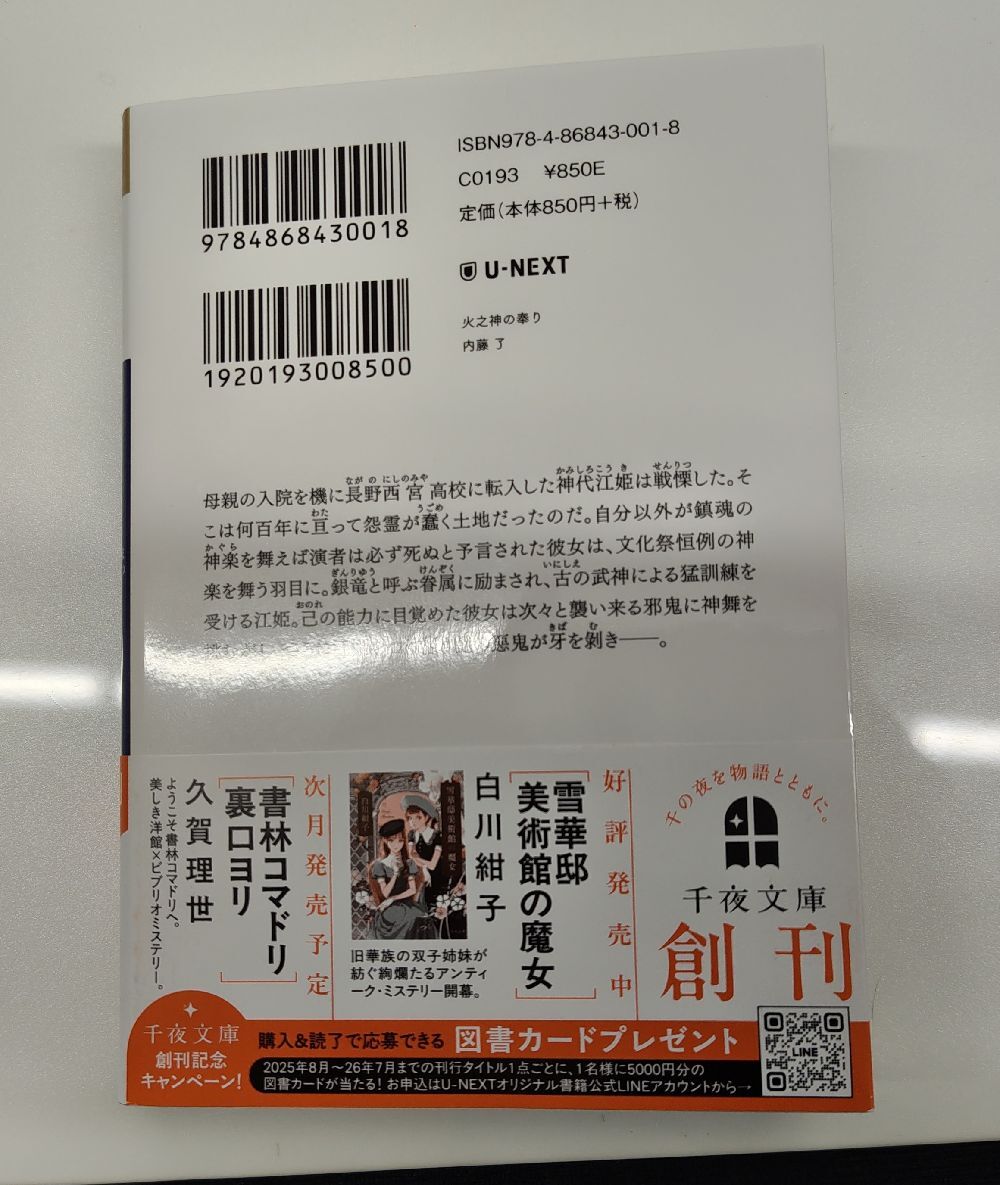 ISBN978-4-86843-001-8
C0193 ¥850E
定価(本体850円+税)
9784868430018
1920193008500
U-NEXT
火之神の奉り
内藤 了
母親の入院を機に長野西宮高校に転入した神代江姫は戦慄した。そ
こは何百年に亘って怨霊が蠢く土地だったのだ。自分以外が鎮魂の
神楽を舞えば演者は必ず死ぬと予言された彼女は、文化祭恒例の神
楽を舞う羽目に。銀竜と呼ぶ眷属に励まされ、古の武神による猛訓練を
受ける江姫。己の能力に目覚めた彼女は次々と襲い来る邪鬼に神舞を
悪鬼が牙を剝き――。
千の夜を物語とともに。
千夜文庫
創刊
好評発売中
雪華邸
美術館の魔女
白川紺子
雪華邸美術館の魔女
白川紺子
旧華族の双子姉妹が
紡ぐ絢爛たるアンティ
ーク・ミステリー開幕。
次月発売予定
書林コマドリ
裏口ヨリ
久賀理世
ようこそ書林コマドリへ。
美しき洋館×ビブリオミステリー。
千夜文庫
創刊記念
キャンペーン!
購入&読了で応募できる 図書カードプレゼント
2025年8月～26年7月までの刊行タイトル1点ごとに、1名様に5000円分の
図書カードが当たる! お申込はU-NEXTオリジナル書籍公式LINEアカウントから→
LINE